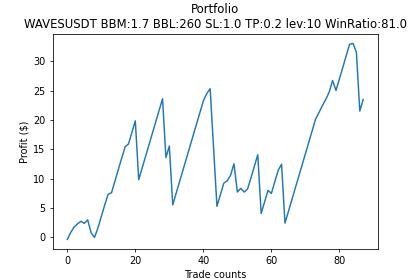 Portfolio
WAVESUSDT BBM:1.7 BBL:260 SL:1.0 TP:0.2 lev:10 WinRatio:81.0
30
25
20
15
10
5
0
Profit ($)
0 20 40 60 80
Trade counts